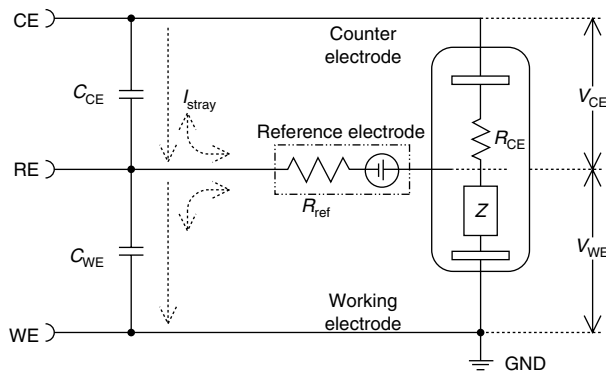 CE
Counter
electrode
C_CE
I_stray
V_CE
R_CE
Reference electrode
RE
R_ref
Z
C_WE
V_WE
Working
electrode
WE
GND